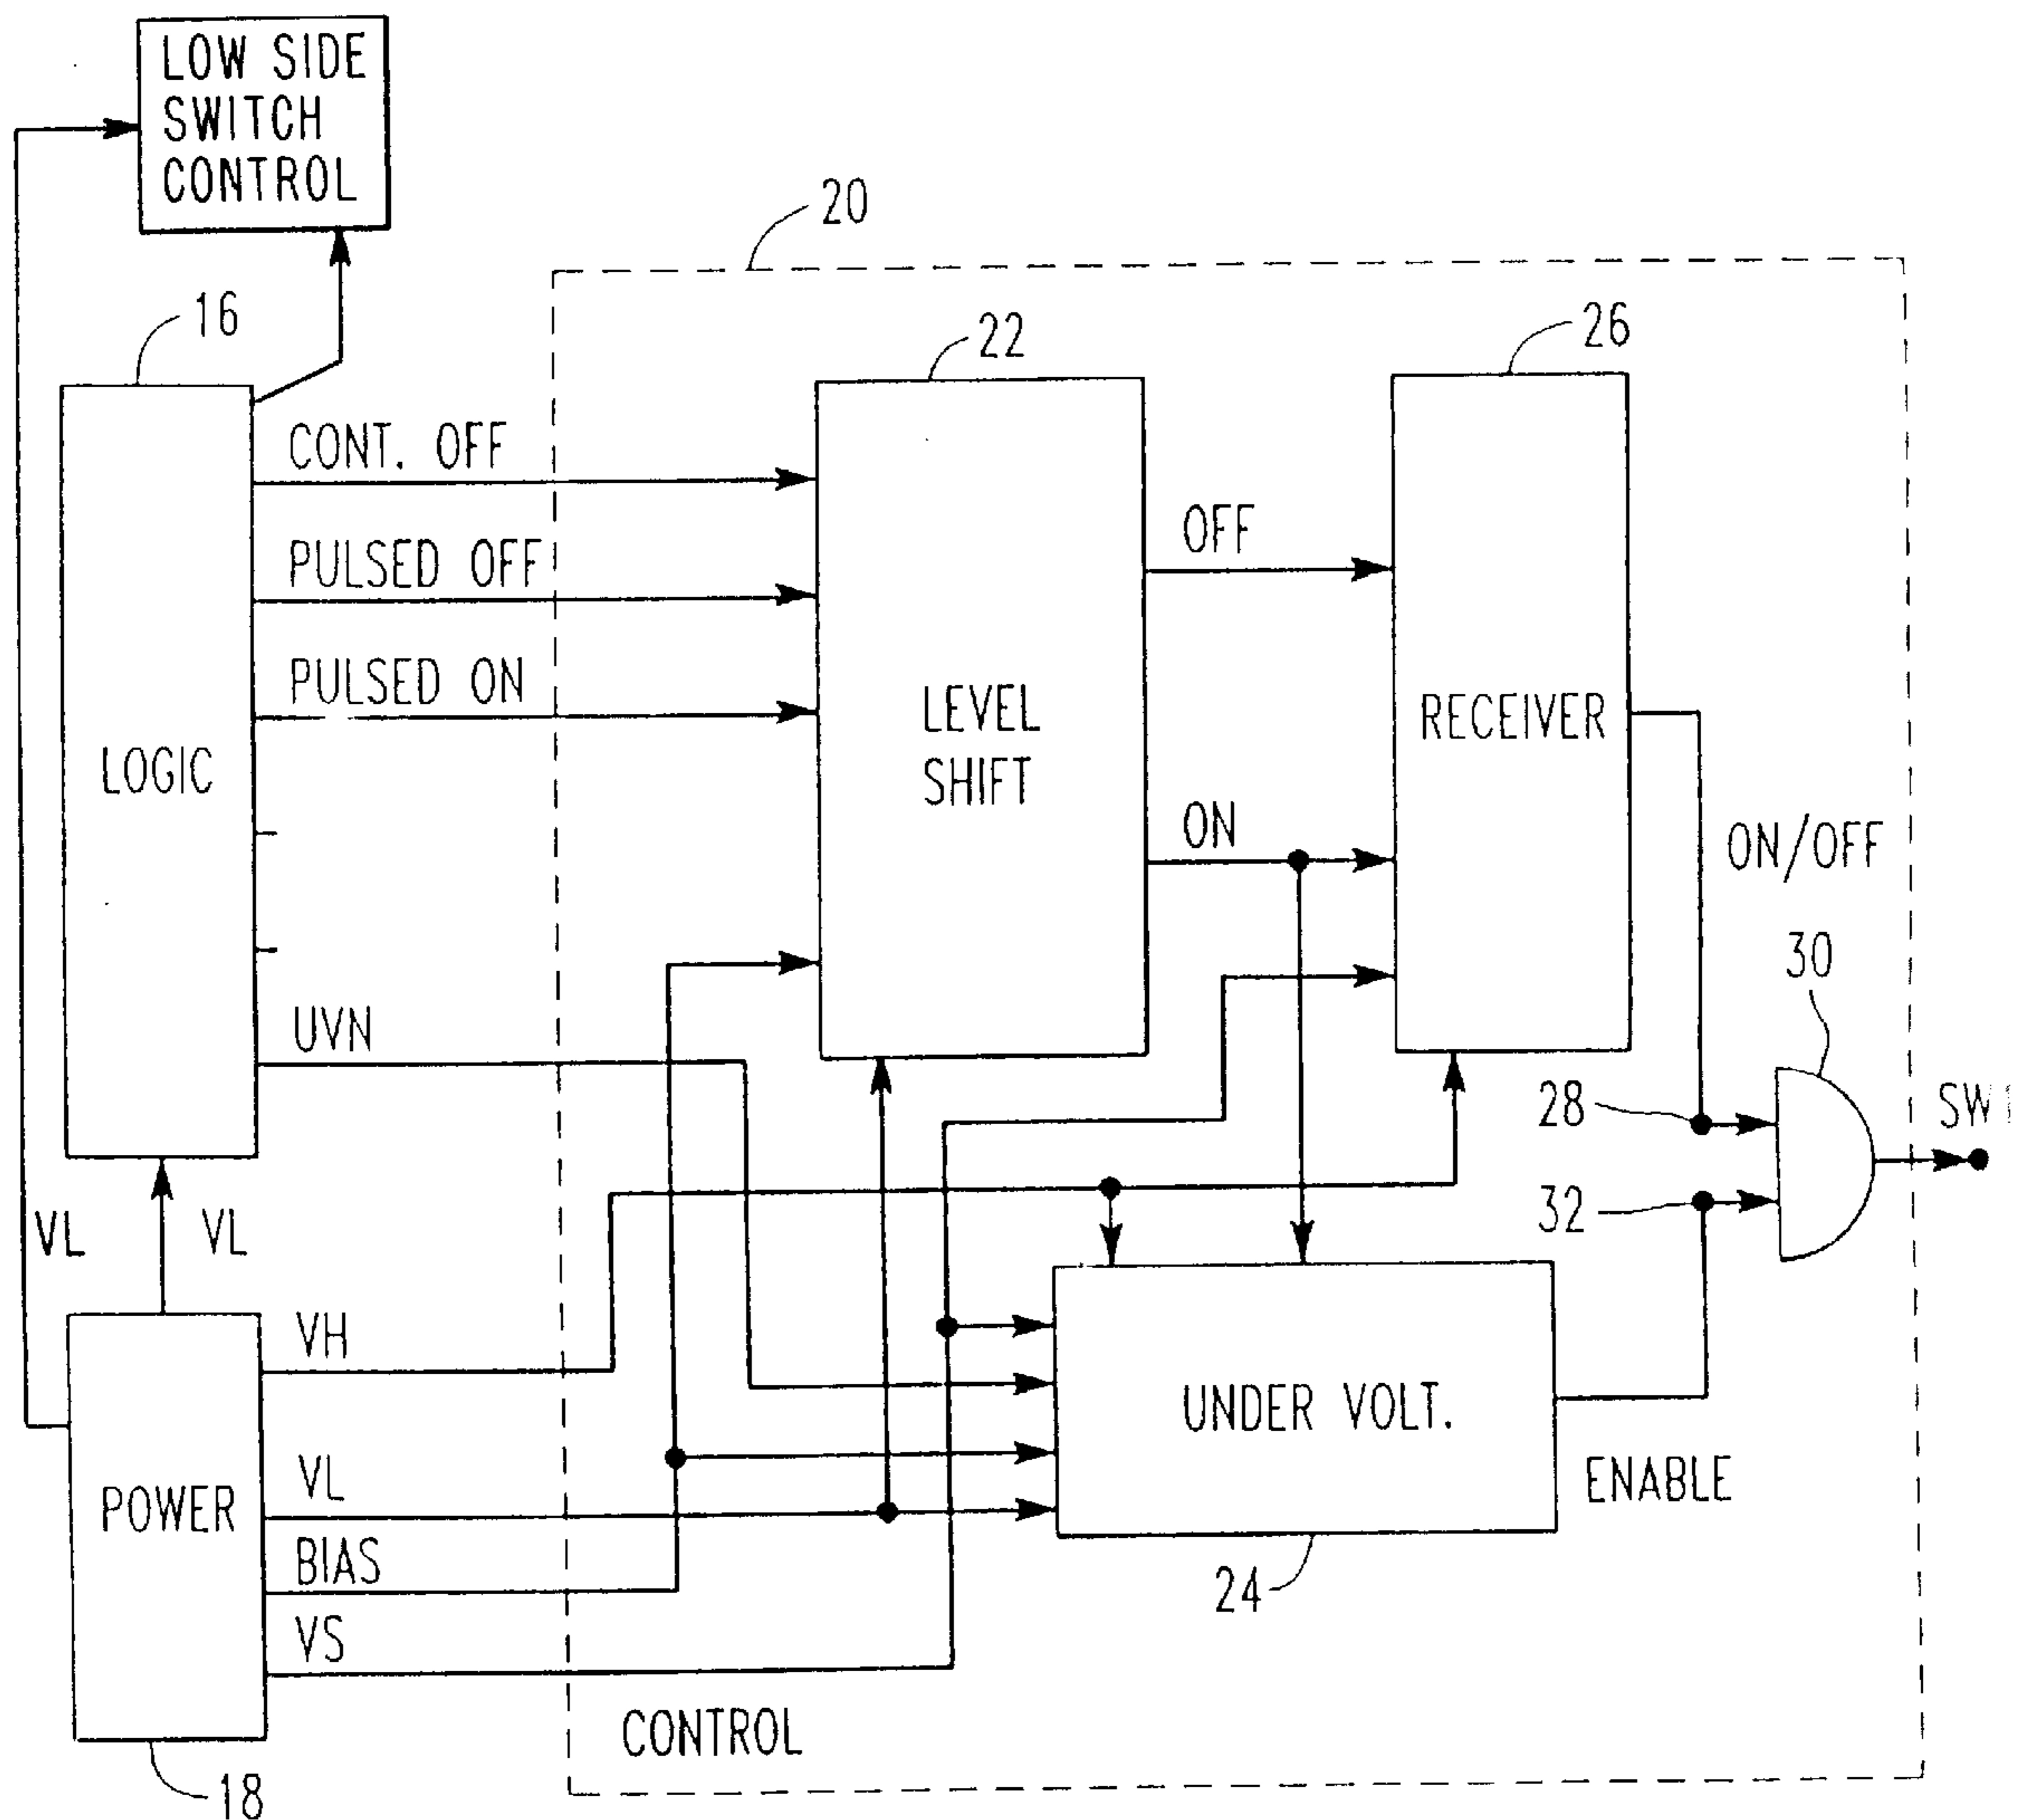 LOW SIDE
SWITCH
CONTROL
20
16
22
26
CONT. OFF
OFF
PULSED OFF
PULSED ON
LEVEL
SHIFT
RECEIVER
LOGIC
ON
ON/OFF
30
UVN
28
SW1
32
VL
VL
VH
UNDER VOLT.
VL
ENABLE
POWER
BIAS
24
VS
CONTROL
18